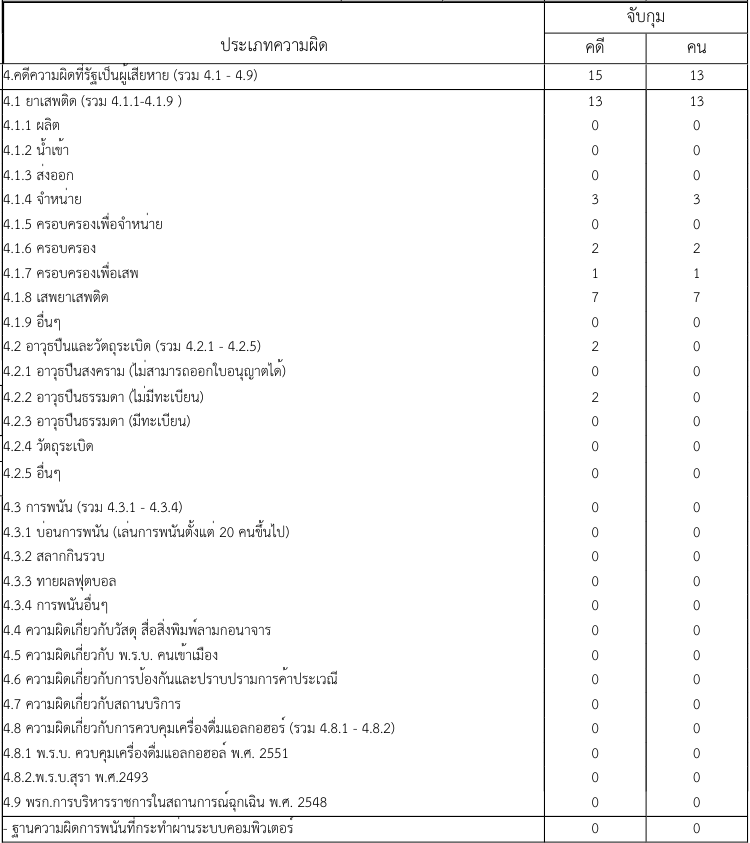 จับกุม
ประเภทความผิด
คดี คน
4.คดีความผิดที่รัฐเป็นผู้เสียหาย (รวม 4.1 - 4.9) 15 13
4.1 ยาเสพติด (รวม 4.1.1-4.1.9 ) 13 13
4.1.1 ผลิต 0 0
4.1.2 นำเข้า 0 0
4.1.3 ส่งออก 0 0
4.1.4 จำหน่าย 3 3
4.1.5 ครอบครองเพื่อจำหน่าย 0 0
4.1.6 ครอบครอง 2 2
4.1.7 ครอบครองเพื่อเสพ 1 1
4.1.8 เสพยาเสพติด 7 7
4.1.9 อื่นๆ 0 0
4.2 อาวุธปืนและวัตถุระเบิด (รวม 4.2.1 - 4.2.5) 2 0
4.2.1 อาวุธปืนสงคราม (ไม่สามารถออกใบอนุญาตได้) 0 0
4.2.2 อาวุธปืนธรรมดา (ไม่มีทะเบียน) 2 0
4.2.3 อาวุธปืนธรรมดา (มีทะเบียน) 0 0
4.2.4 วัตถุระเบิด 0 0
4.2.5 อื่นๆ 0 0
4.3 การพนัน (รวม 4.3.1 - 4.3.4) 0 0
4.3.1 บ่อนการพนัน (เล่นการพนันตั้งแต่ 20 คนขึ้นไป) 0 0
4.3.2 สลากกินรวบ 0 0
4.3.3 ทายผลฟุตบอล 0 0
4.3.4 การพนันอื่นๆ 0 0
4.4 ความผิดเกี่ยวกับวัสดุ สื่อสิ่งพิมพ์ลามกอนาจาร 0 0
4.5 ความผิดเกี่ยวกับ พ.ร.บ. คนเข้าเมือง 0 0
4.6 ความผิดเกี่ยวกับการป้องกันและปราบปรามการค้าประเวณี 0 0
4.7 ความผิดเกี่ยวกับสถานบริการ 0 0
4.8 ความผิดเกี่ยวกับการควบคุมเครื่องดื่มแอลกอฮอร์ (รวม 4.8.1 - 4.8.2) 0 0
4.8.1 พ.ร.บ. ควบคุมเครื่องดื่มแอลกอฮอล์ พ.ศ. 2551 0 0
4.8.2.พ.ร.บ.สุรา พ.ศ.2493 0 0
4.9 พรก.การบริหารราชการในสถานการณ์ฉุกเฉิน พ.ศ. 2548 0 0
- ฐานความผิดการพนันที่กระทำผ่านระบบคอมพิวเตอร์ 0 0